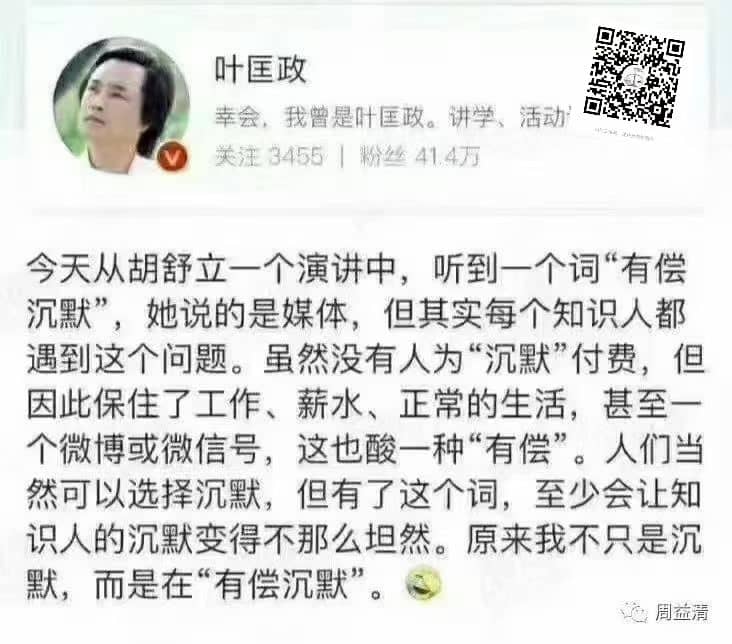 叶匡政
幸会，我曾是叶匡政。讲学、活动
关注 3455 | 粉丝 41.4万
今天从胡舒立一个演讲中，听到一个词“有偿
沉默”，她说的是媒体，但其实每个知识人都
遇到这个问题。虽然没有人为“沉默”付费，但
因此保住了工作、薪水、正常的生活，甚至一
个微博或微信号，这也酸一种“有偿”。人们当
然可以选择沉默，但有了这个词，至少会让知
识人的沉默变得不那么坦然。原来我不只是沉
默，而是在“有偿沉默”。
周益清